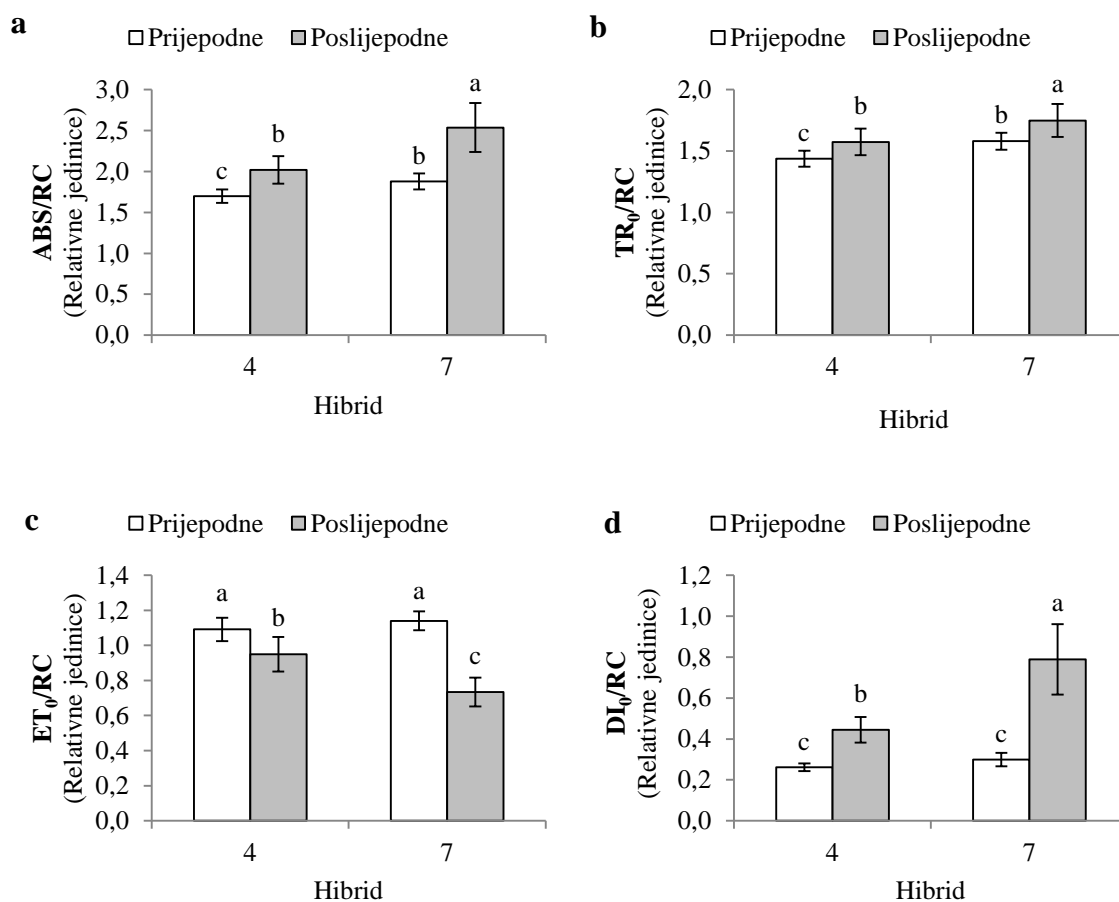 a
Prijepodne Poslijepodne
ABS/RC
(Relativne jedinice)
3,0
2,5
2,0
1,5
1,0
0,5
0,0
c b b a
4 7
Hibrid
b
Prijepodne Poslijepodne
TR0/RC
(Relativne jedinice)
2,0
1,5
1,0
0,5
0,0
c b b a
4 7
Hibrid
c
Prijepodne Poslijepodne
ET0/RC
(Relativne jedinice)
1,4
1,2
1,0
0,8
0,6
0,4
0,2
0,0
a b a c
4 7
Hibrid
d
Prijepodne Poslijepodne
DI0/RC
(Relativne jedinice)
1,2
1,0
0,8
0,6
0,4
0,2
0,0
c b c a
4 7
Hibrid